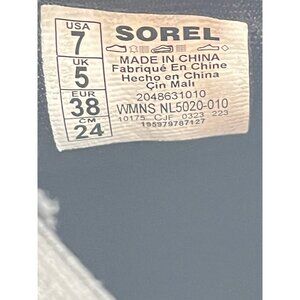 USA
7
UK
5
EUR
38
CM
24
SOREL
MADE IN CHINA
Fabriqué En Chine
Hecho en China
Çin Malı
2048631010
WMNS NL5020-010
10175 CJF 0323 223
195979787127